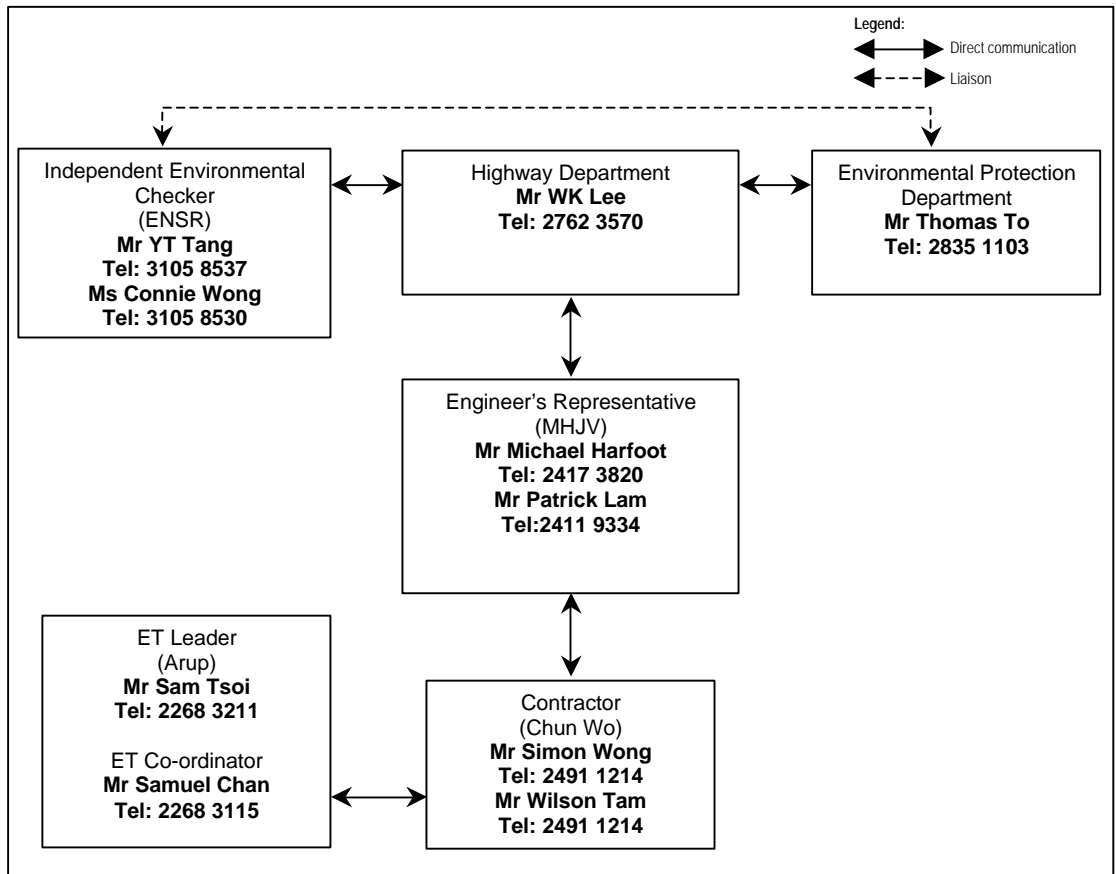 Legend:
Direct communication
Liaison
Independent Environmental
Checker
(ENSR)
Mr YT Tang
Tel: 3105 8537
Ms Connie Wong
Tel: 3105 8530
Highway Department
Mr WK Lee
Tel: 2762 3570
Environmental Protection
Department
Mr Thomas To
Tel: 2835 1103
Engineer’s Representative
(MHJV)
Mr Michael Harfoot
Tel: 2417 3820
Mr Patrick Lam
Tel:2411 9334
ET Leader
(Arup)
Mr Sam Tsoi
Tel: 2268 3211
ET Co-ordinator
Mr Samuel Chan
Tel: 2268 3115
Contractor
(Chun Wo)
Mr Simon Wong
Tel: 2491 1214
Mr Wilson Tam
Tel: 2491 1214